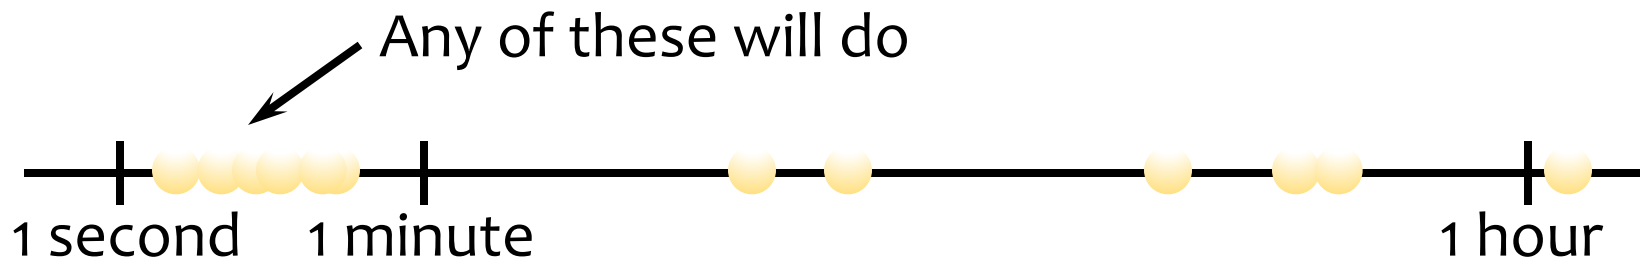 Any of these will do
1 second
1 minute
1 hour